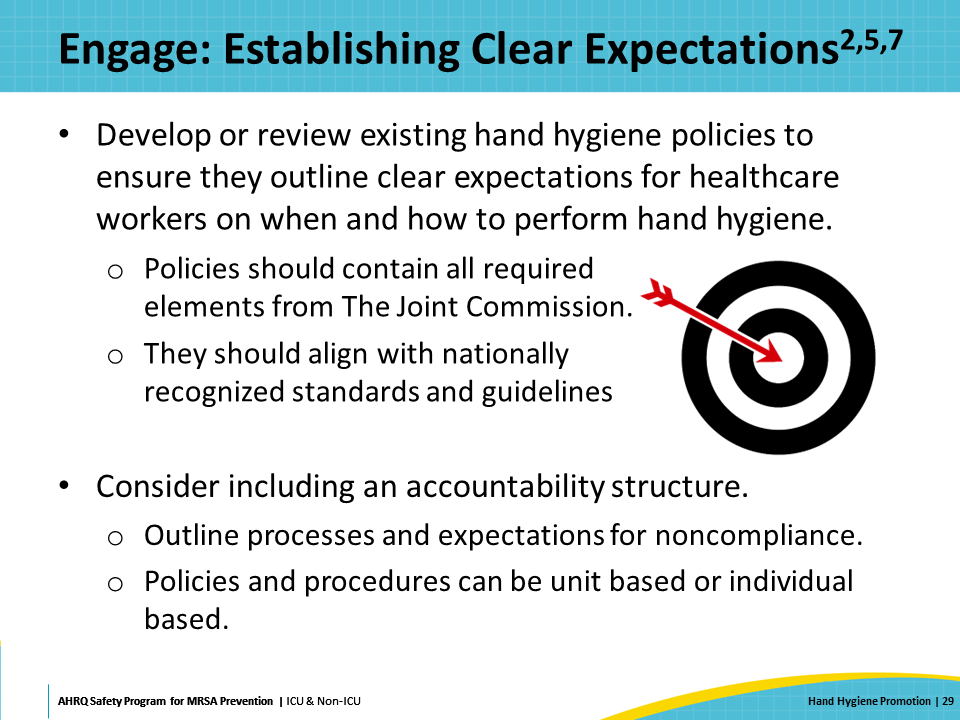 Engage: Establishing Clear Expectations2,5,7
• Develop or review existing hand hygiene policies to
ensure they outline clear expectations for healthcare
workers on when and how to perform hand hygiene.
o Policies should contain all required
elements from The Joint Commission.
o They should align with nationally
recognized standards and guidelines
• Consider including an accountability structure.
o Outline processes and expectations for noncompliance.
o Policies and procedures can be unit based or individual
based.
AHRQ Safety Program for MRSA Prevention | ICU & Non-ICU
Hand Hygiene Promotion | 29